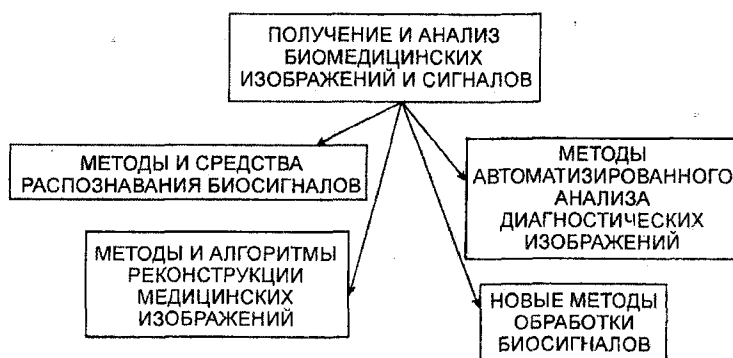 ПОЛУЧЕНИЕ И АНАЛИЗ
БИОМЕДИЦИНСКИХ
ИЗОБРАЖЕНИЙ И СИГНАЛОВ
МЕТОДЫ И СРЕДСТВА
РАСПОЗНАВАНИЯ БИОСИГНАЛОВ
МЕТОДЫ
АВТОМАТИЗИРОВАННОГО
АНАЛИЗА
ДИАГНОСТИЧЕСКИХ
ИЗОБРАЖЕНИЙ
МЕТОДЫ И АЛГОРИТМЫ
РЕКОНСТРУКЦИИ
МЕДИЦИНСКИХ
ИЗОБРАЖЕНИЙ
НОВЫЕ МЕТОДЫ
ОБРАБОТКИ
БИОСИГНАЛОВ